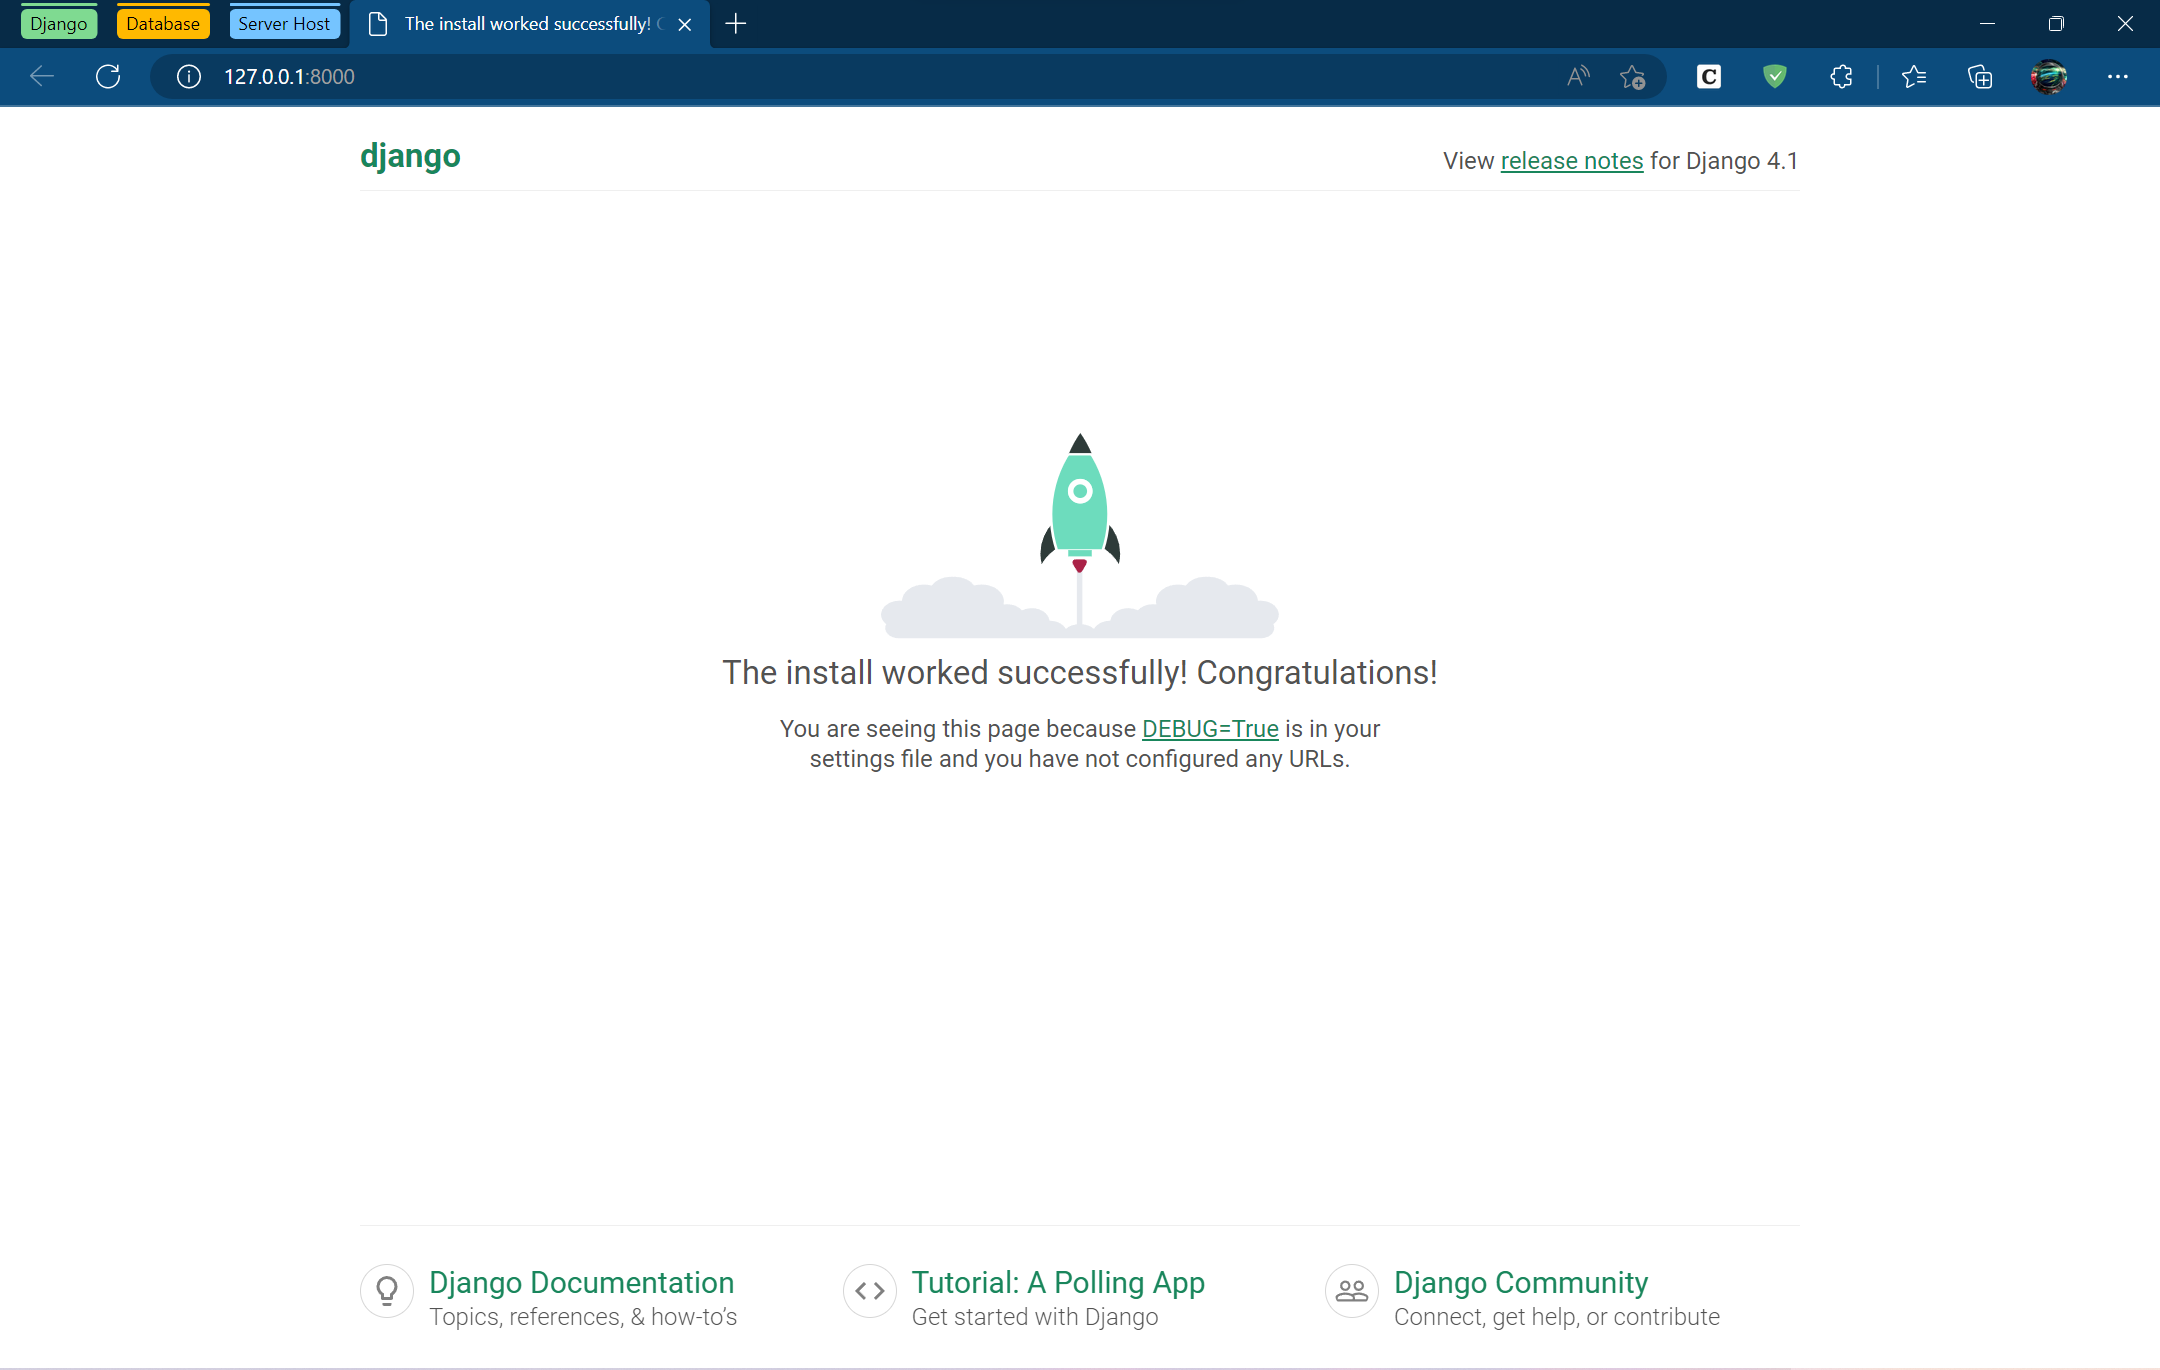 Django Database Server Host The install worked successfully!
127.0.0.1:8000
django
View release notes for Django 4.1
The install worked successfully! Congratulations!
You are seeing this page because DEBUG=True is in your
settings file and you have not configured any URLs.
Django Documentation
Topics, references, & how-to’s
Tutorial: A Polling App
Get started with Django
Django Community
Connect, get help, or contribute